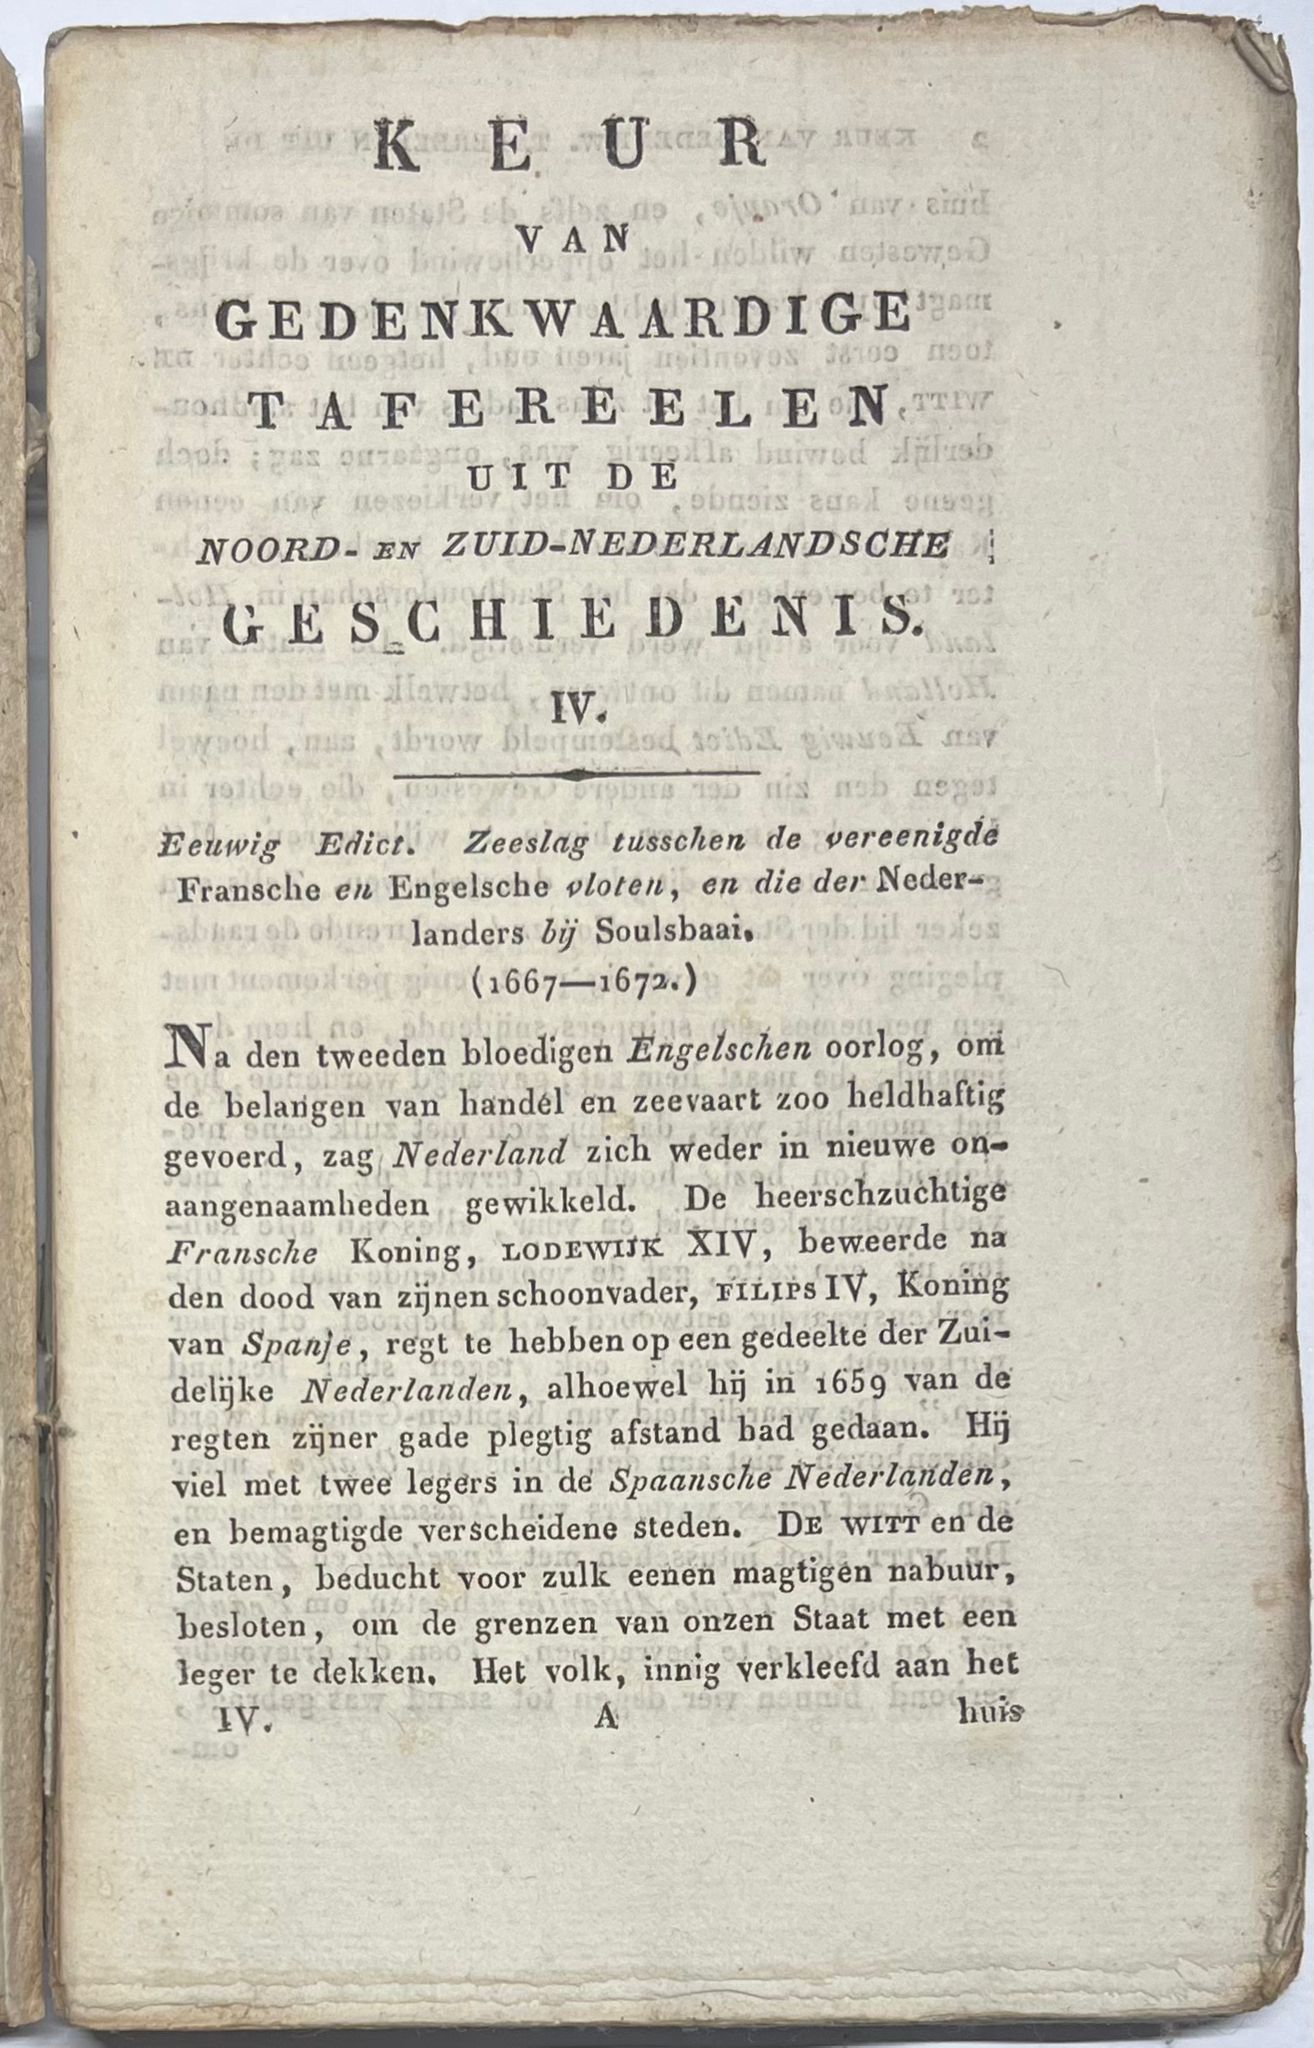 KEUR
VAN
GEDENKWAARDIGE
TAFEREELEN
UIT DE
NOORD- EN ZUID-NEDERLANDSCHE
GESCHIEDENIS.
IV.
Eeuwig Edict. Zeeslag tusschen de vereenigde
Fransche en Engelsche vloten, en die der Neder-
landers bij Soulsbaai.
(1667—1672.)
Na den tweeden bloedigen Engelschen oorlog, om
de belangen van handel en zeevaart zoo heldhaftig
gevoerd, zag Nederland zich weder in nieuwe on-
aangenaamheden gewikkeld. De heerschzuchtige
Fransche Koning, LODEWIJK XIV, beweerde na
den dood van zijnen schoonvader, FILIPS IV, Koning
van Spanje, regt te hebben op een gedeelte der Zui-
delijke Nederlanden, alhoewel hij in 1659 van de
regten zijner gade plegtig afstand had gedaan. Hij
viel met twee legers in de Spaansche Nederlanden,
en bemagtigde verscheidene steden. DE WITT en de
Staten, beducht voor zulk eenen magtigen nabuur,
besloten, om de grenzen van onzen Staat met een
leger te dekken. Het volk, innig verkleefd aan het
IV. A huis